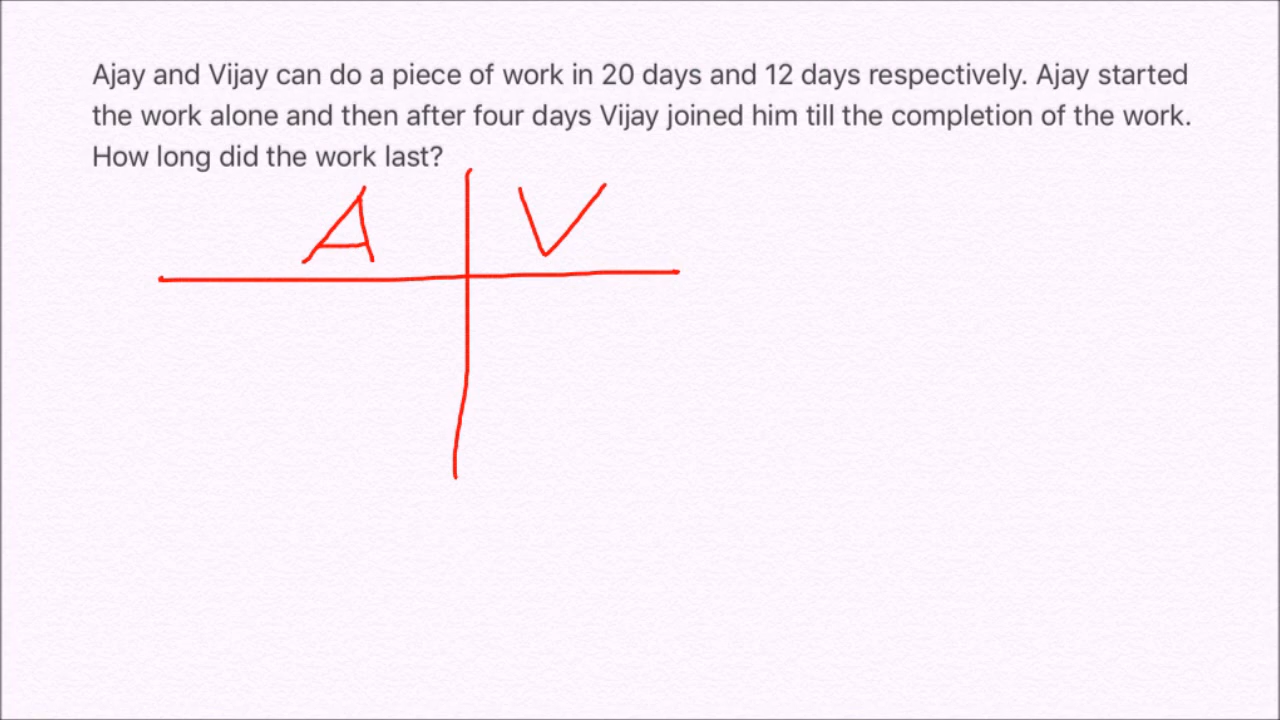 Ajay and Vijay can do a piece of work in 20 days and 12 days respectively. Ajay started
the work alone and then after four days Vijay joined him till the completion of the work.
How long did the work last?
A V